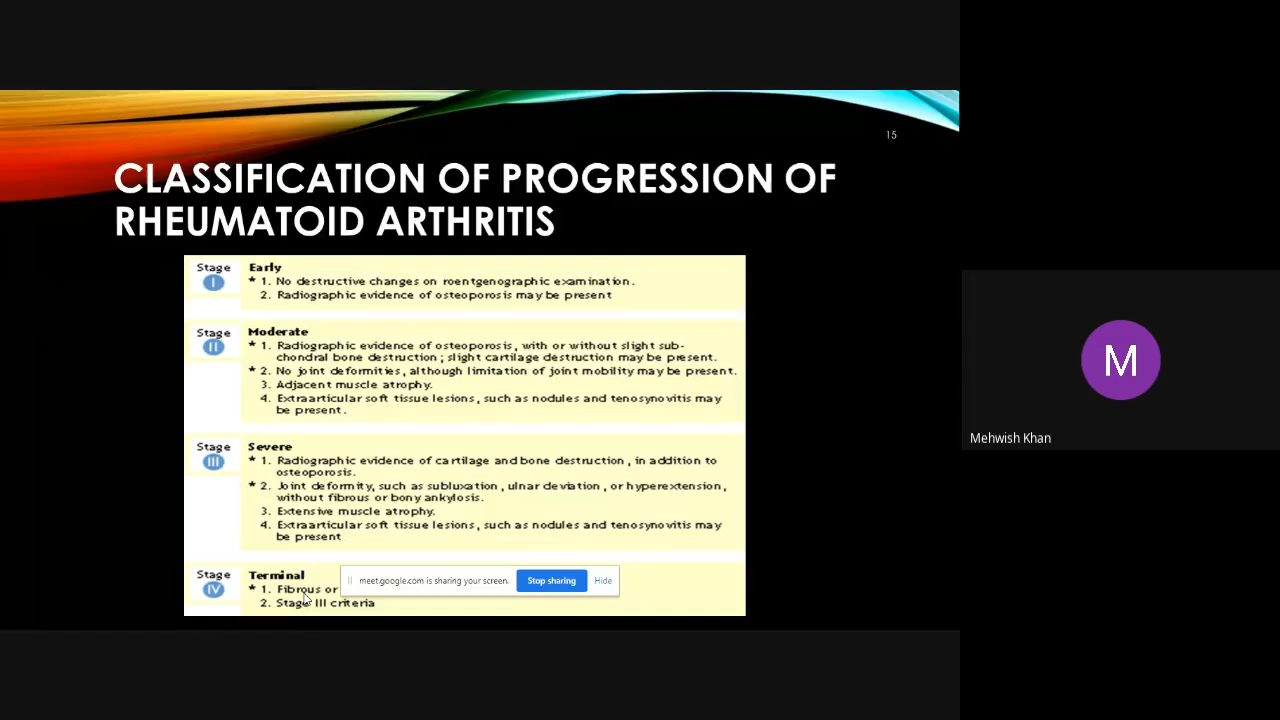 15
CLASSIFICATION OF PROGRESSION OF
RHEUMATOID ARTHRITIS
Stage
I
Early
* 1. No destructive changes on roentgenographic examination.
2. Radiographic evidence of osteoporosis may be present
Stage
II
Moderate
* 1. Radiographic evidence of osteoporosis, with or without slight sub-
chondral bone destruction; slight cartilage destruction may be present.
* 2. No joint deformities, although limitation of joint mobility may be present.
3. Adjacent muscle atrophy.
4. Extraarticular soft tissue lesions, such as nodules and tenosynovitis may
be present.
Stage
III
Severe
* 1. Radiographic evidence of cartilage and bone destruction, in addition to
osteoporosis.
* 2. Joint deformity, such as subluxation, ulnar deviation, or hyperextension,
without fibrous or bony ankylosis.
3. Extensive muscle atrophy.
4. Extraarticular soft tissue lesions, such as nodules and tenosynovitis may
be present
Stage
IV
Terminal
* 1. Fibrous or
2. Stage III criteria
meet.google.com is sharing your screen. Stop sharing Hide
M
Mehwish Khan